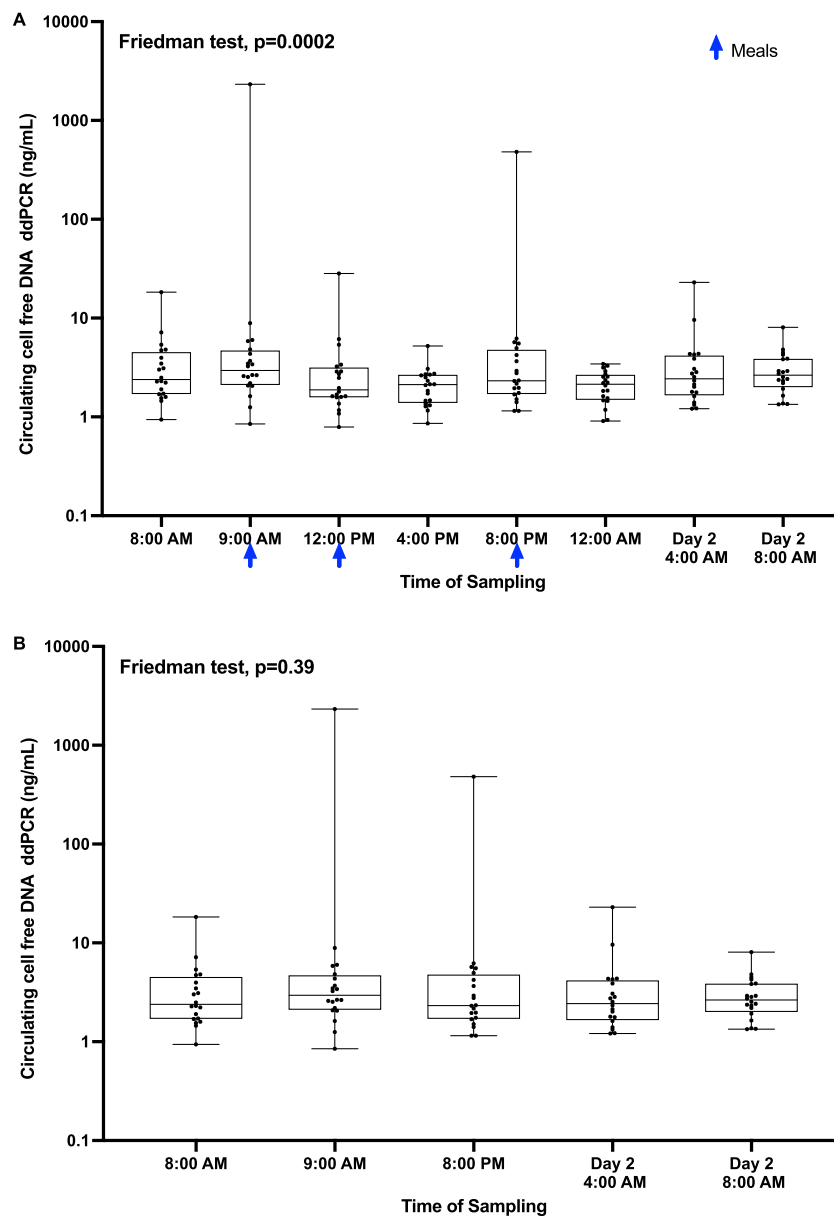 A
Friedman test, p=0.0002
Meals
Circulating cell free DNA ddPCR (ng/mL)
10000
1000
100
10
1
0.1
8:00 AM 9:00 AM 12:00 PM 4:00 PM 8:00 PM 12:00 AM Day 2 Day 2
4:00 AM 8:00 AM
Time of Sampling
B
Friedman test, p=0.39
Circulating cell free DNA ddPCR (ng/mL)
10000
1000
100
10
1
0.1
8:00 AM 9:00 AM 8:00 PM Day 2 Day 2
4:00 AM 8:00 AM
Time of Sampling